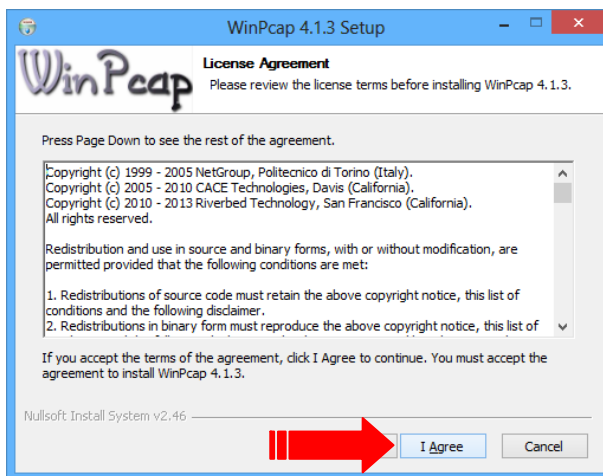 WinPcap 4.1.3 Setup
WinPcap
License Agreement
Please review the license terms before installing WinPcap 4.1.3.
Press Page Down to see the rest of the agreement.
Copyright (c) 1999 - 2005 NetGroup, Politecnico di Torino (Italy).
Copyright (c) 2005 - 2010 CACE Technologies, Davis (California).
Copyright (c) 2010 - 2013 Riverbed Technology, San Francisco (California).
All rights reserved.
Redistribution and use in source and binary forms, with or without modification, are
permitted provided that the following conditions are met:
1. Redistributions of source code must retain the above copyright notice, this list of
conditions and the following disclaimer.
2. Redistributions in binary form must reproduce the above copyright notice, this list of
If you accept the terms of the agreement, click I Agree to continue. You must accept the
agreement to install WinPcap 4.1.3.
Nullsoft Install System v2.46
I Agree
Cancel